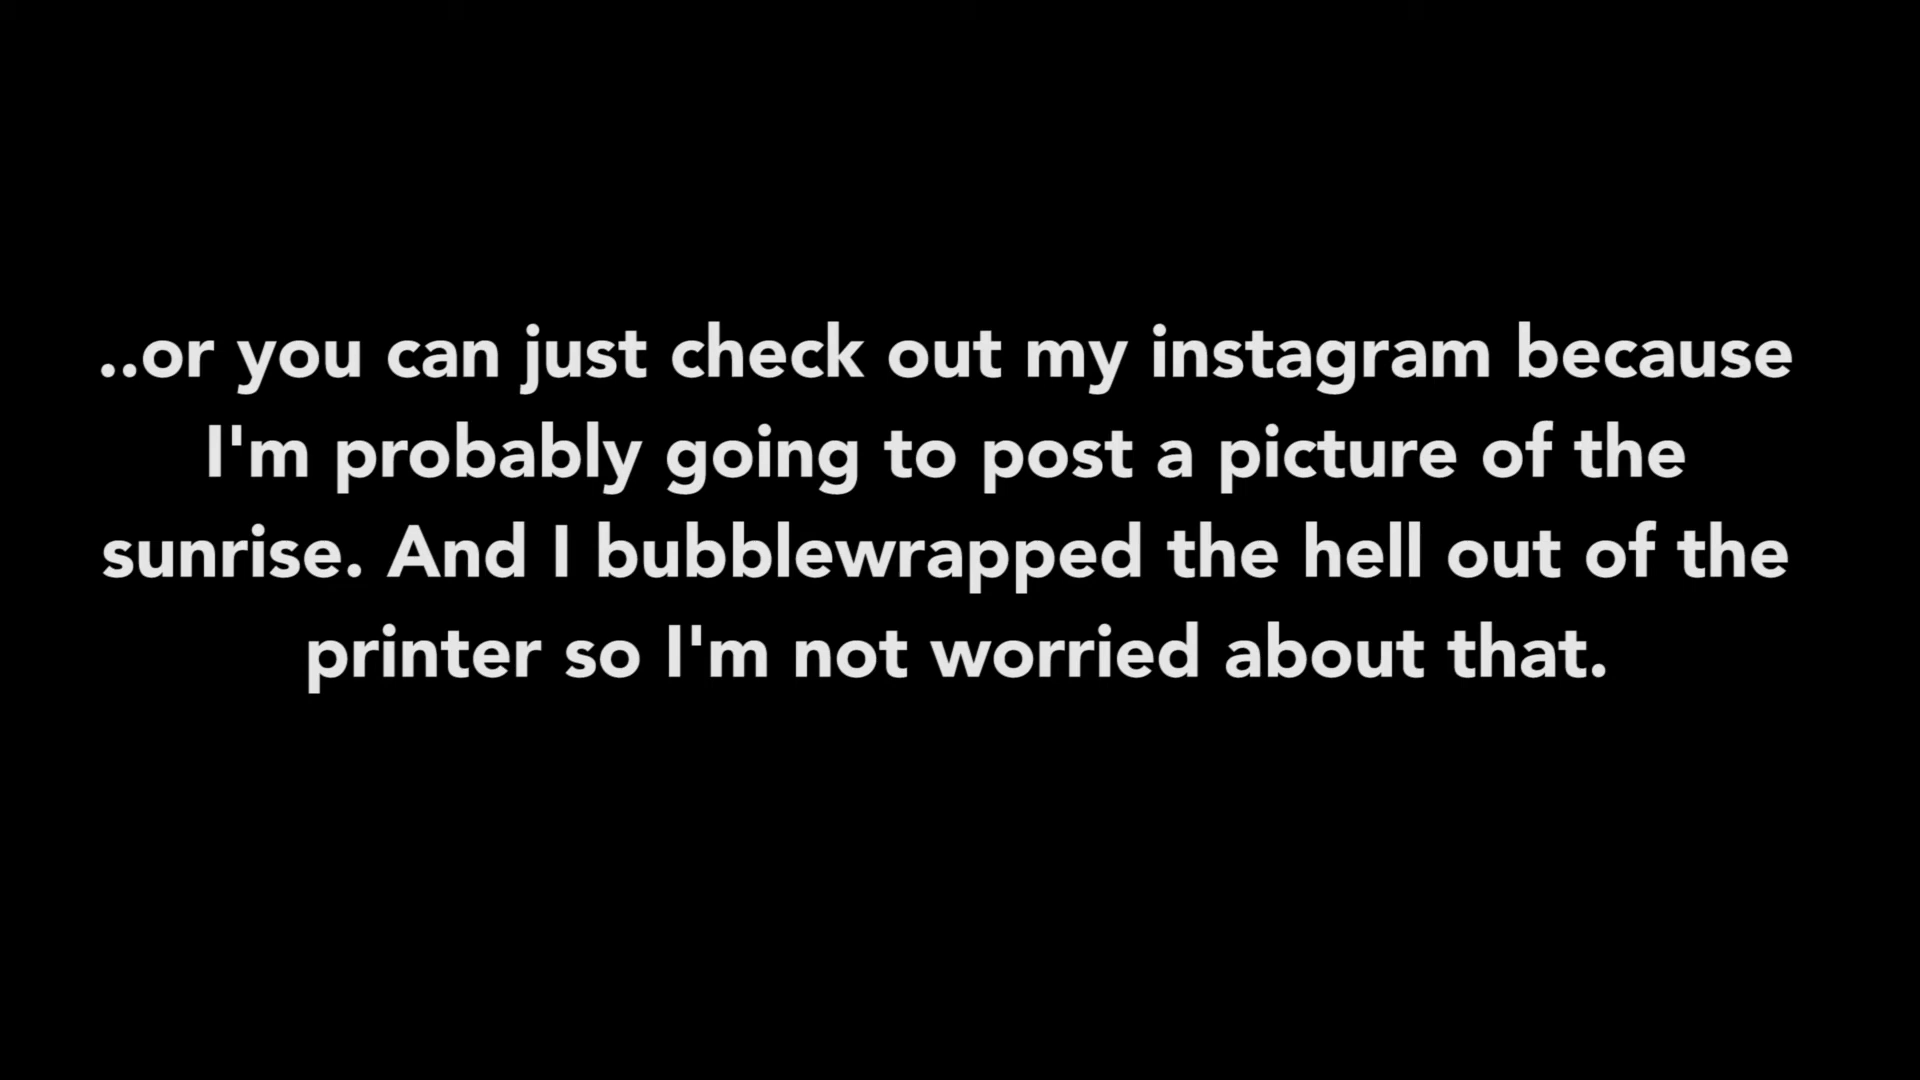 ..or you can just check out my instagram because
I'm probably going to post a picture of the
sunrise. And I bubblewrapped the hell out of the
printer so I'm not worried about that.